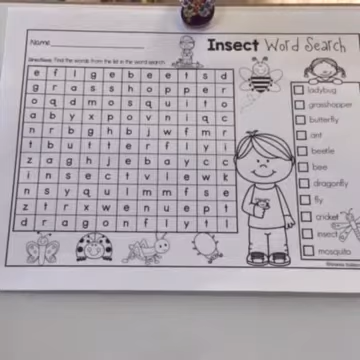 Name
Insect Word Search
Directions: Find the words from the list in the word search.
e f l g e b e e t s d
g r a s s h o p p e r
o q d m o s q u i t o
a b y x p o v n i q c
n r b g h b j w f m r
t b u t t e r f l y i
z a g h j e b a y c c
i n s e c t v l e w k
n s y q u l m m f s e
z t r x w e n u e p t
d r a g o n f l y t l
ladybug
grasshopper
butterfly
ant
beetle
bee
dragonfly
fly
cricket
insect
mosquito